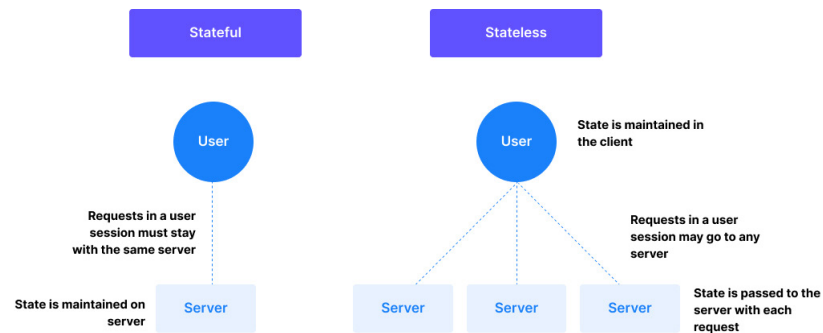 Stateful
Stateless
User
User
State is maintained in
the client
Requests in a user
session must stay
with the same server
Requests in a user
session may go to any
server
State is maintained on
server
Server
Server
Server
Server
State is passed to the
server with each
request